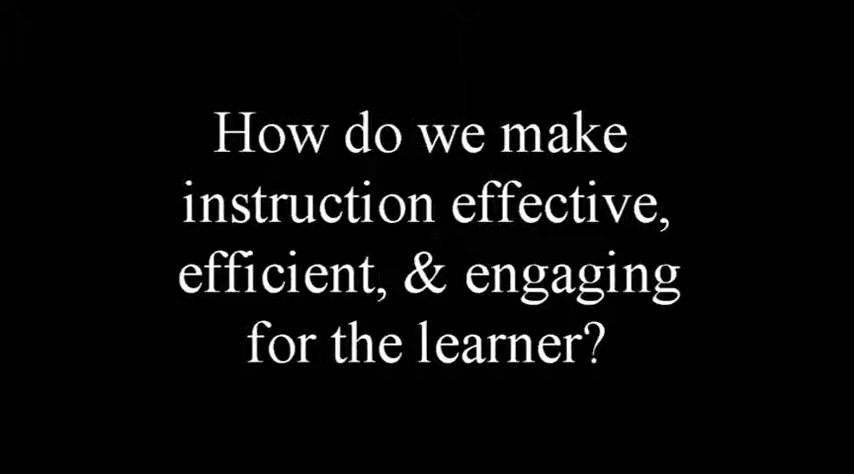 How do we make
instruction effective,
efficient, & engaging
for the learner?